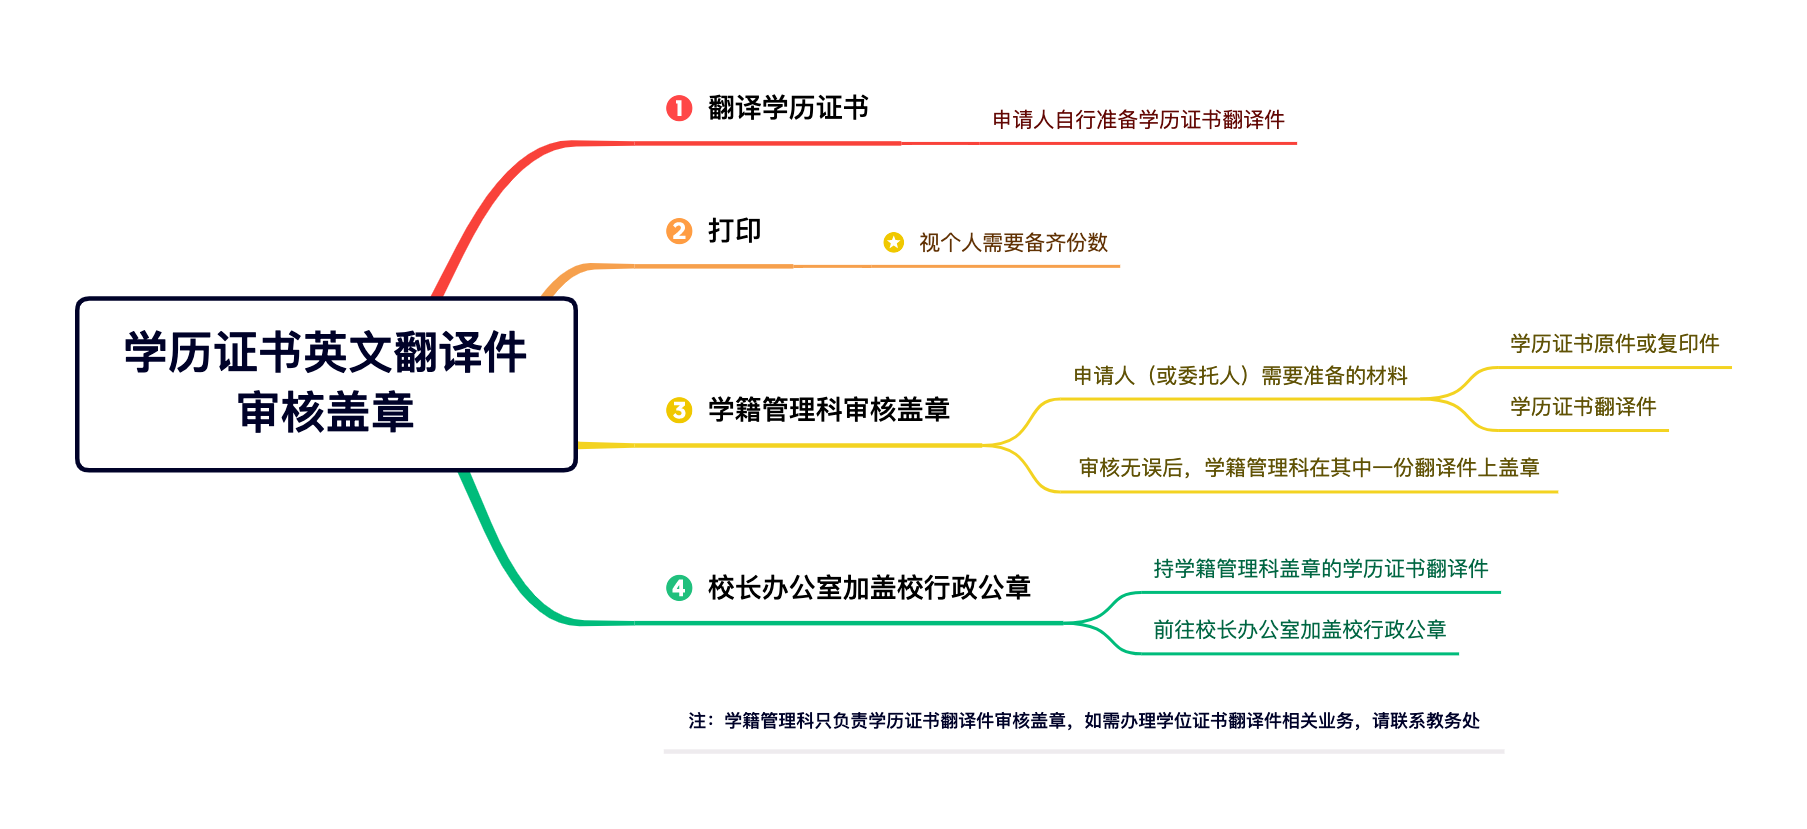 学历证书英文翻译件
审核盖章
1 翻译学历证书
申请人自行准备学历证书翻译件
2 打印
视个人需要备齐份数
3 学籍管理科审核盖章
申请人（或委托人）需要准备的材料
学历证书原件或复印件
学历证书翻译件
审核无误后，学籍管理科在其中一份翻译件上盖章
4 校长办公室加盖校行政公章
持学籍管理科盖章的学历证书翻译件
前往校长办公室加盖校行政公章
注：学籍管理科只负责学历证书翻译件审核盖章，如需办理学位证书翻译件相关业务，请联系教务处